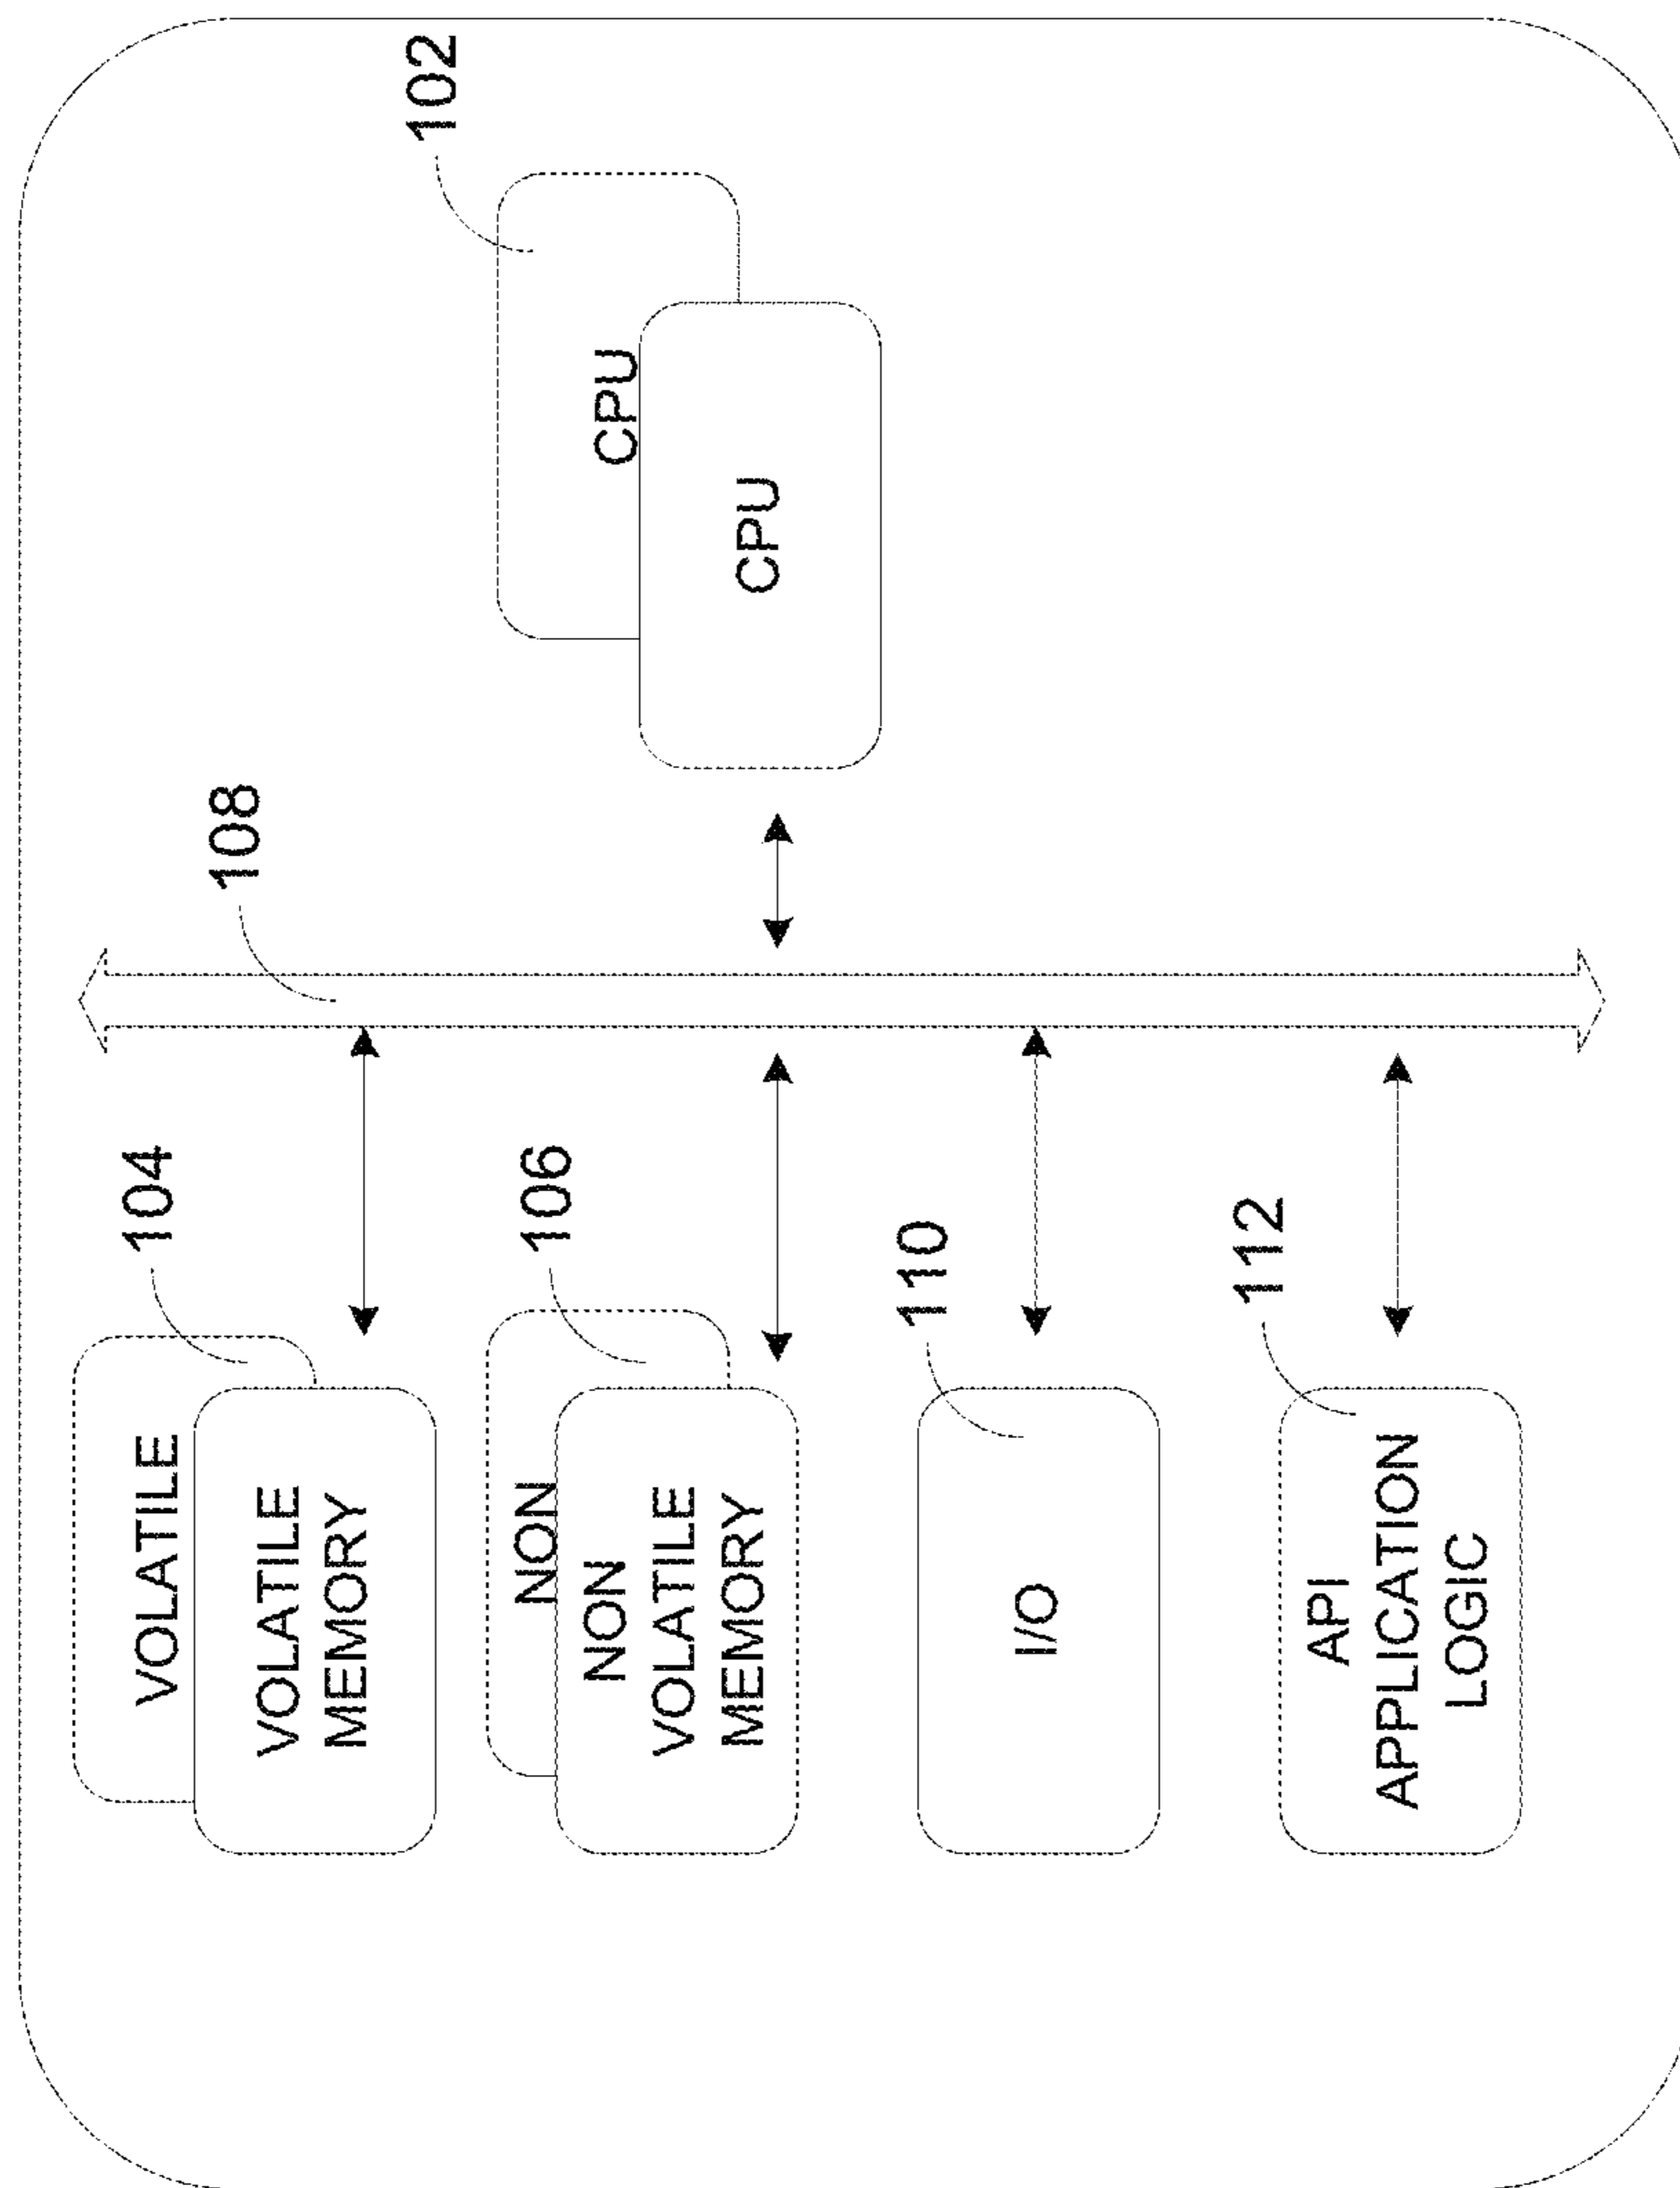 VOLATILE
104
VOLATILE
MEMORY
108
102
CPU
CPU
NON
106
NON
VOLATILE
MEMORY
110
I/O
112
API
APPLICATION
LOGIC